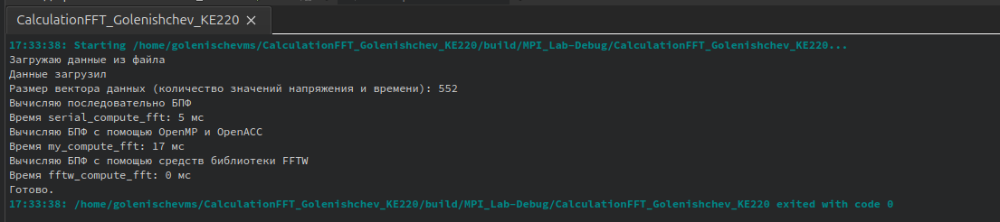 CalculationFFT_Golenishchev_KE220 ×
17:33:38: Starting /home/golenischevms/CalculationFFT_Golenishchev_KE220/build/MPI_Lab-Debug/CalculationFFT_Golenishchev_KE220...
Загружаю данные из файла
Данные загрузил
Размер вектора данных (количество значений напряжения и времени): 552
Вычисляю последовательно БПФ
Время serial_compute_fft: 5 мс
Вычисляю БПФ с помощью OpenMP и OpenACC
Время my_compute_fft: 17 мс
Вычисляю БПФ с помощью средств библиотеки FFTW
Время fftw_compute_fft: 0 мс
Готово.
17:33:38: /home/golenischevms/CalculationFFT_Golenishchev_KE220/build/MPI_Lab-Debug/CalculationFFT_Golenishchev_KE220 exited with code 0